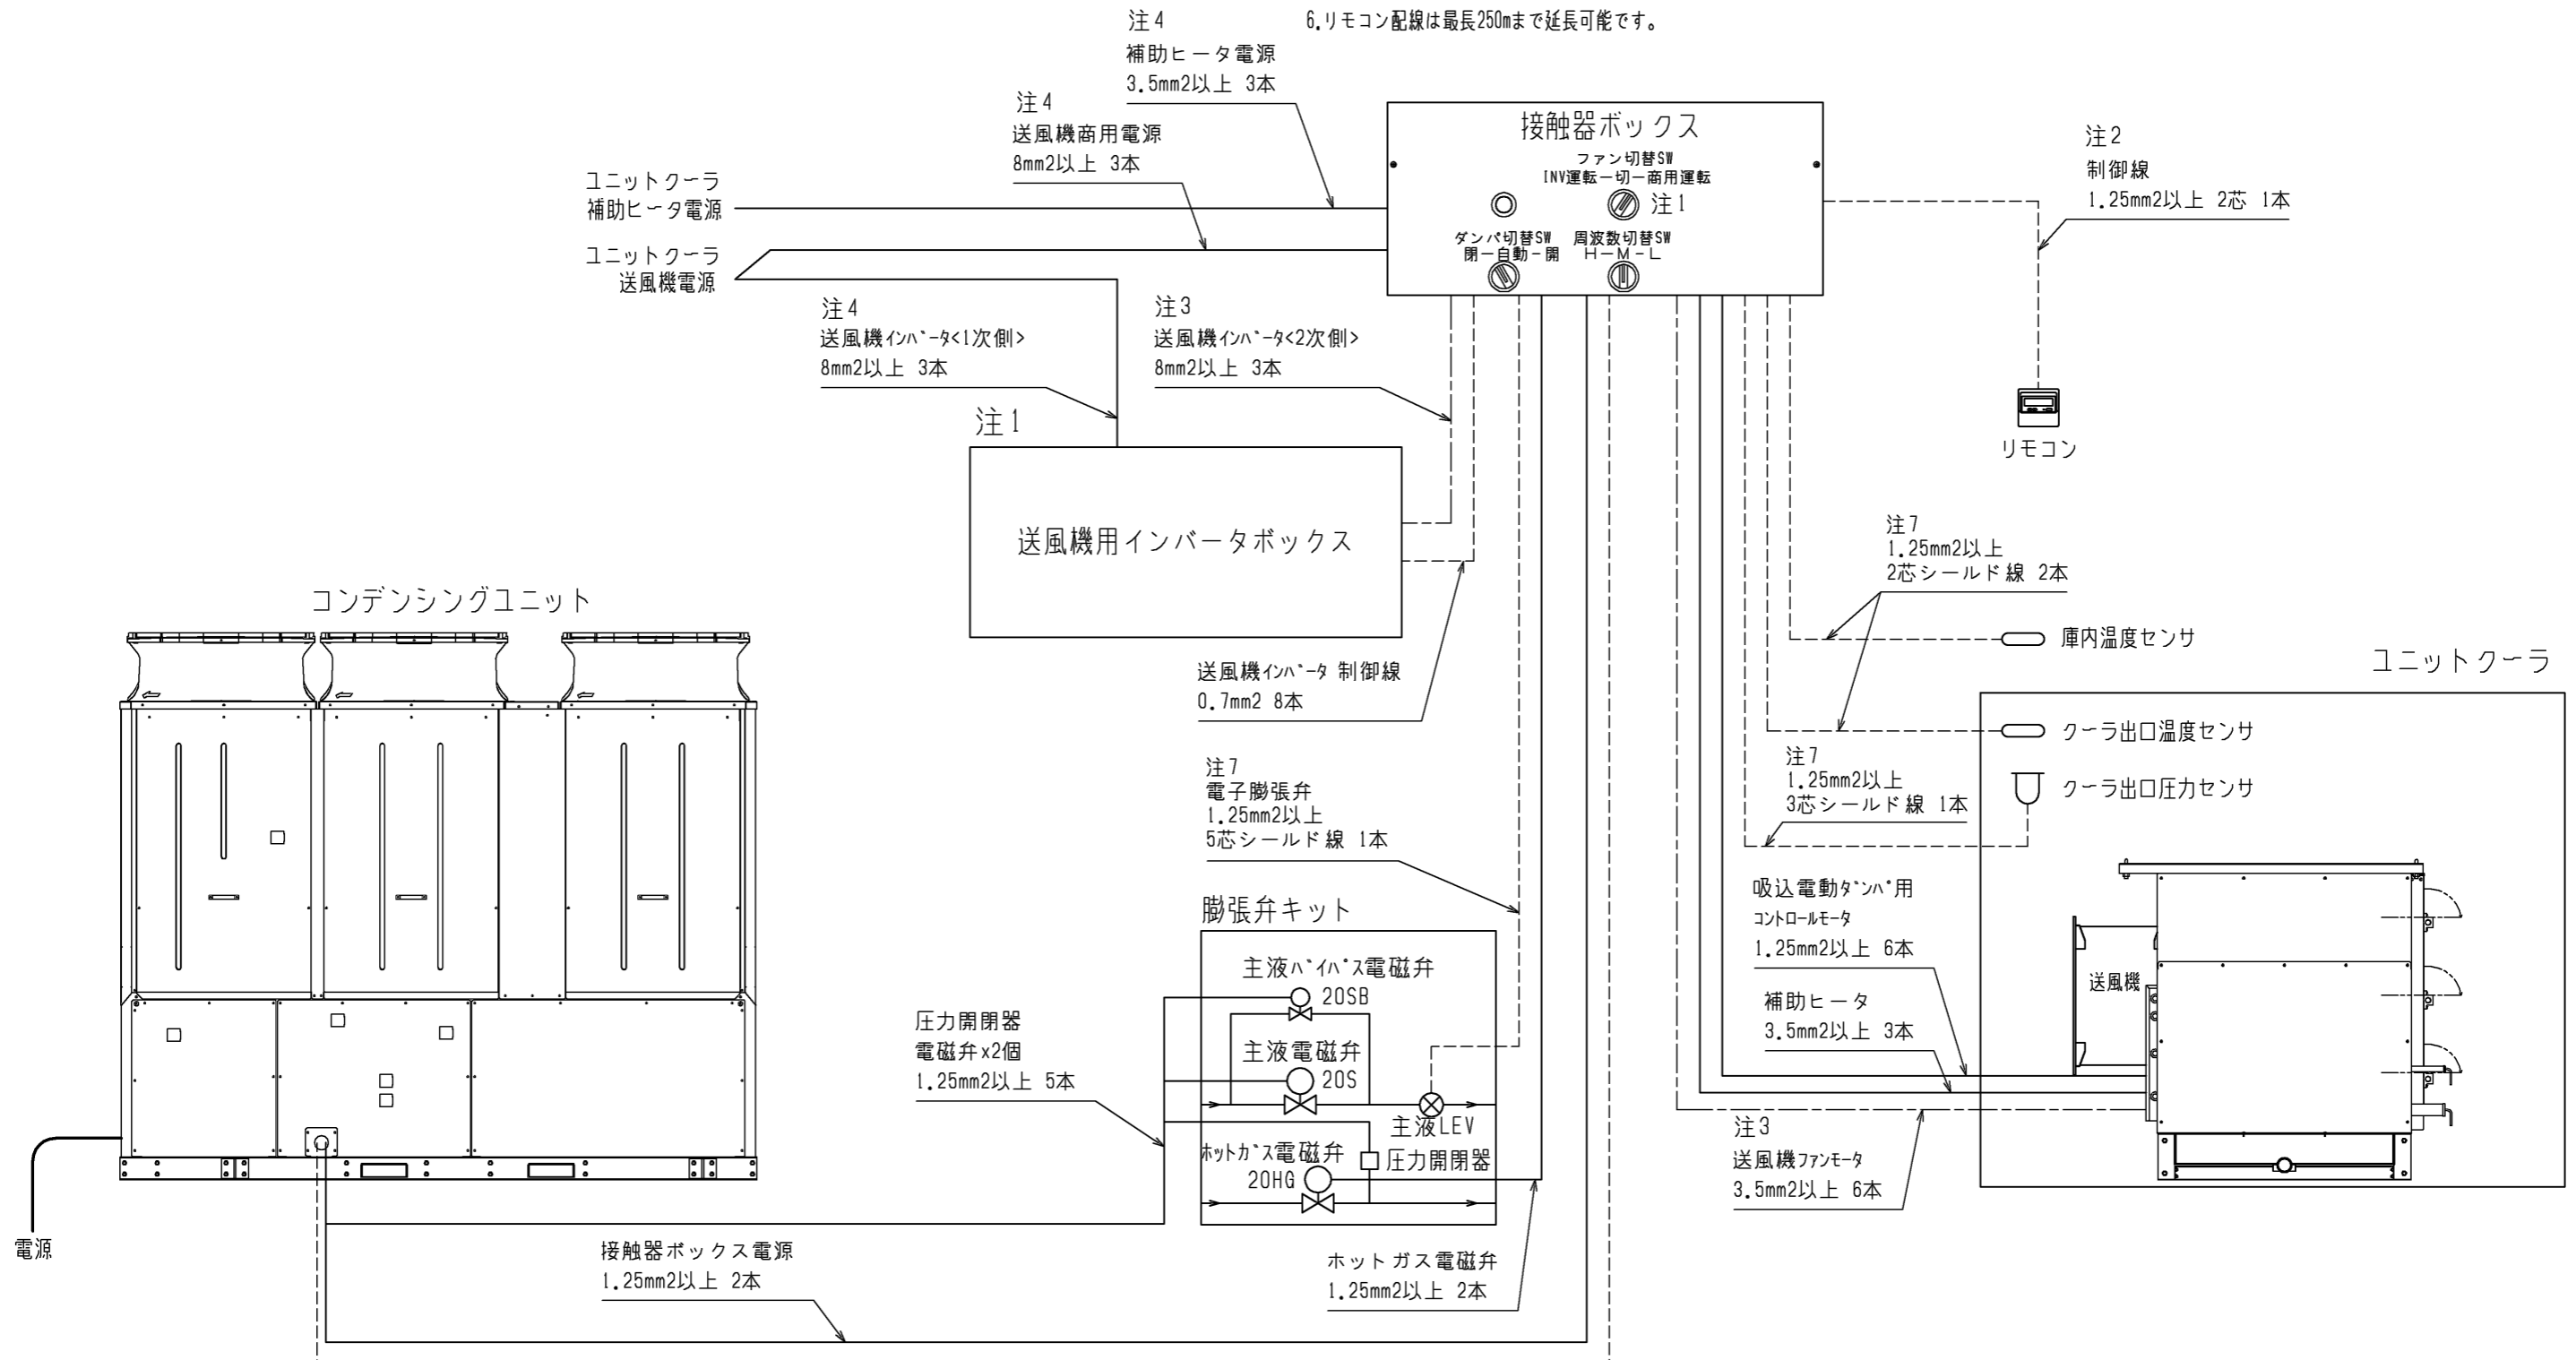 6.リモコン配線は最長250mまで延長可能です。
注4
補助ヒータ電源
3.5mm2以上 3本
注4
送風機商用電源
8mm2以上 3本
ユニットクーラ
補助ヒータ電源
ユニットクーラ
送風機電源
接触器ボックス
ファン切替SW
INV運転ー切ー商用運転
注1
ダンパ切替SW
閉ー自動ー開
周波数切替SW
H－M－L
注2
制御線
1.25mm2以上 2芯 1本
リモコン
注4
送風機インバータ<1次側>
8mm2以上 3本
注3
送風機インバータ<2次側>
8mm2以上 3本
注1
送風機用インバータボックス
送風機インバータ 制御線
0.7mm2 8本
注7
1.25mm2以上
2芯シールド線 2本
庫内温度センサ
ユニットクーラ
クーラ出口温度センサ
注7
1.25mm2以上
3芯シールド線 1本
クーラ出口圧力センサ
コンデンシングユニット
注7
電子膨張弁
1.25mm2以上
5芯シールド線 1本
膨張弁キット
主液バイパス電磁弁
20SB
主液電磁弁
20S
主液LEV
ホットガス電磁弁
20HG
圧力開閉器
圧力開閉器
電磁弁x2個
1.25mm2以上 5本
吸込電動ダンパ用
コントロールモータ
1.25mm2以上 6本
送風機
補助ヒータ
3.5mm2以上 3本
注3
送風機ファンモータ
3.5mm2以上 6本
電源
接触器ボックス電源
1.25mm2以上 2本
ホットガス電磁弁
1.25mm2以上 2本